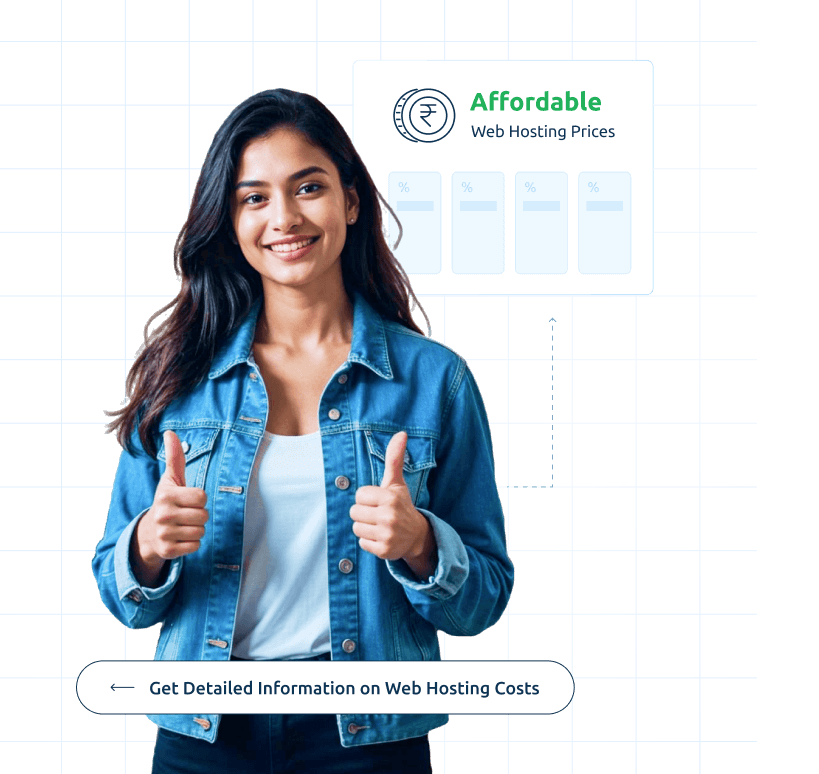 ₹
Affordable
Web Hosting Prices
% % % %
Get Detailed Information on Web Hosting Costs